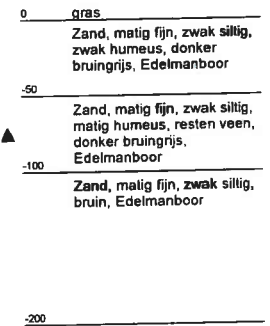 0 gras
Zand, matig fijn, zwak siltig,
zwak humeus, donker
bruingrijs, Edelmanboor
-50
Zand, matig fijn, zwak siltig,
matig humeus, resten veen,
donker bruingrijs,
Edelmanboor
-100
Zand, matig fijn, zwak siltig,
bruin, Edelmanboor
-200